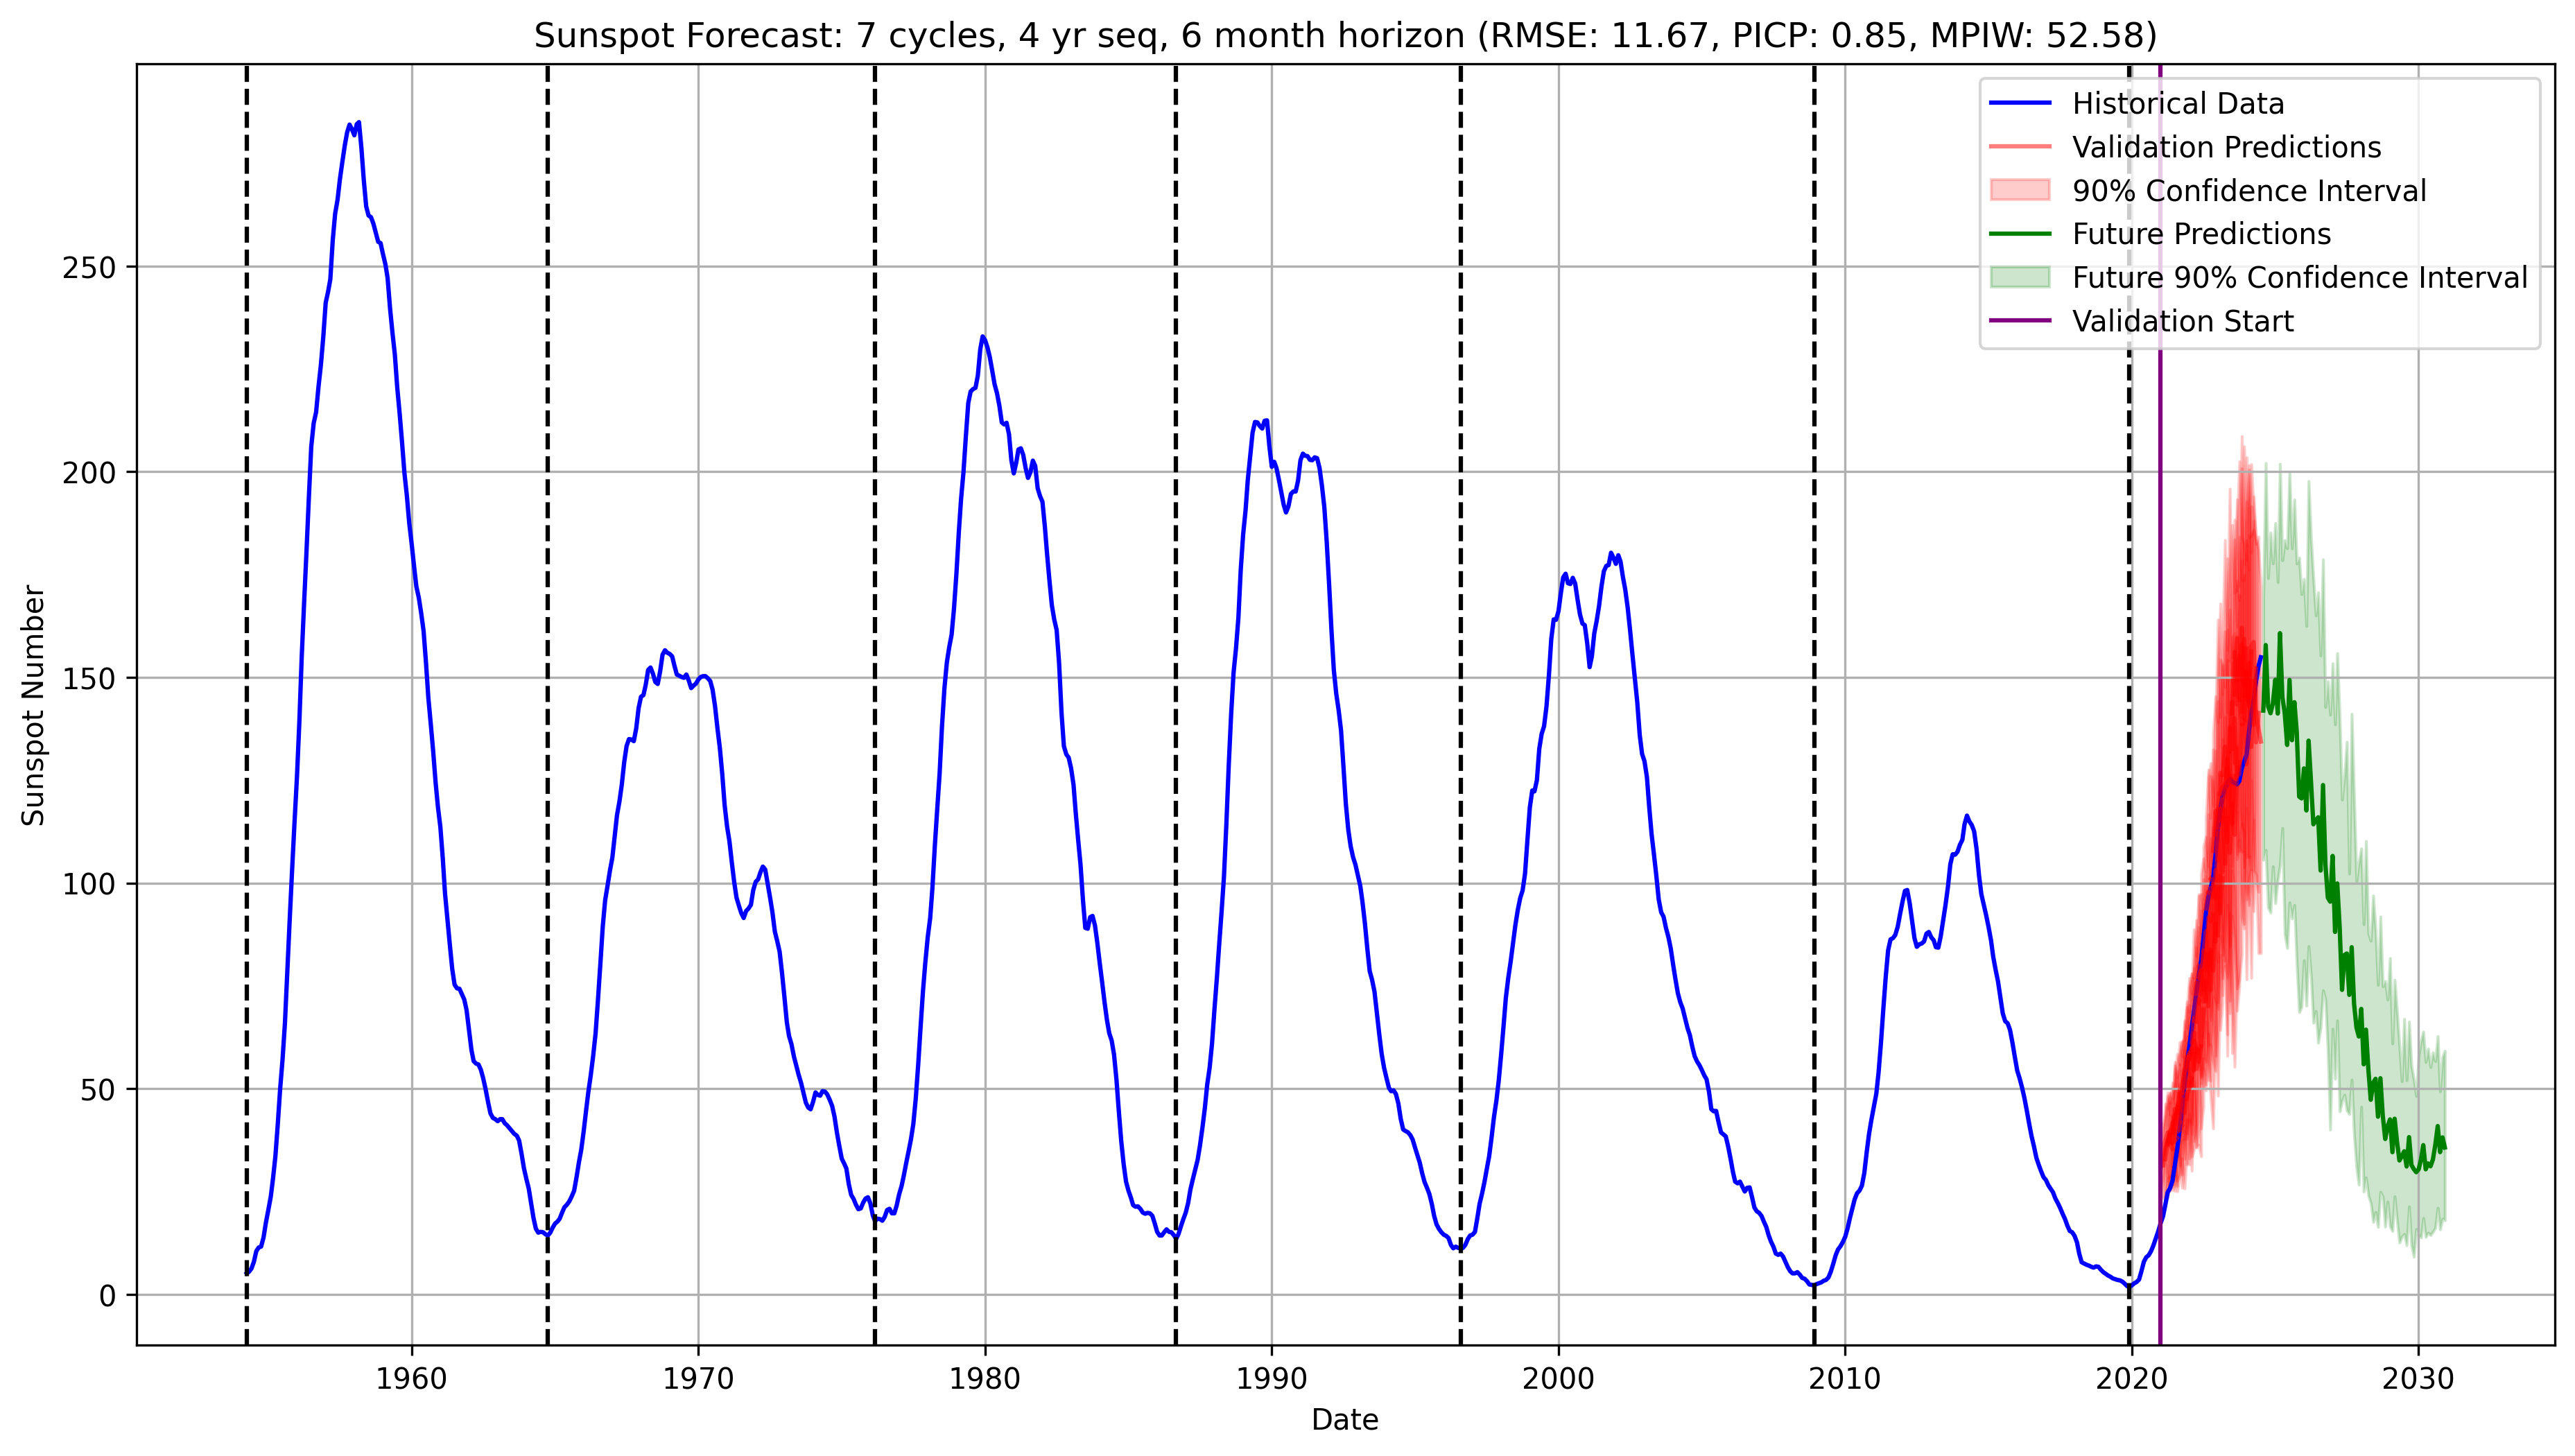 Sunspot Forecast: 7 cycles, 4 yr seq, 6 month horizon (RMSE: 11.67, PICP: 0.85, MPIW: 52.58)
Historical Data
Validation Predictions
90% Confidence Interval
Future Predictions
Future 90% Confidence Interval
Validation Start
Sunspot Number
250
200
150
100
50
0
1960 1970 1980 1990 2000 2010 2020 2030
Date